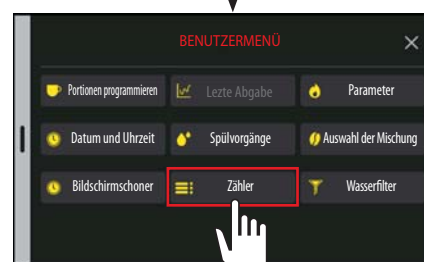 BENUTZERMENÜ
Portionen programmieren
Lezte Abgabe
Parameter
Datum und Uhrzeit
Spülvorgänge
Auswahl der Mischung
Bildschirmschoner
Zähler
Wasserfilter